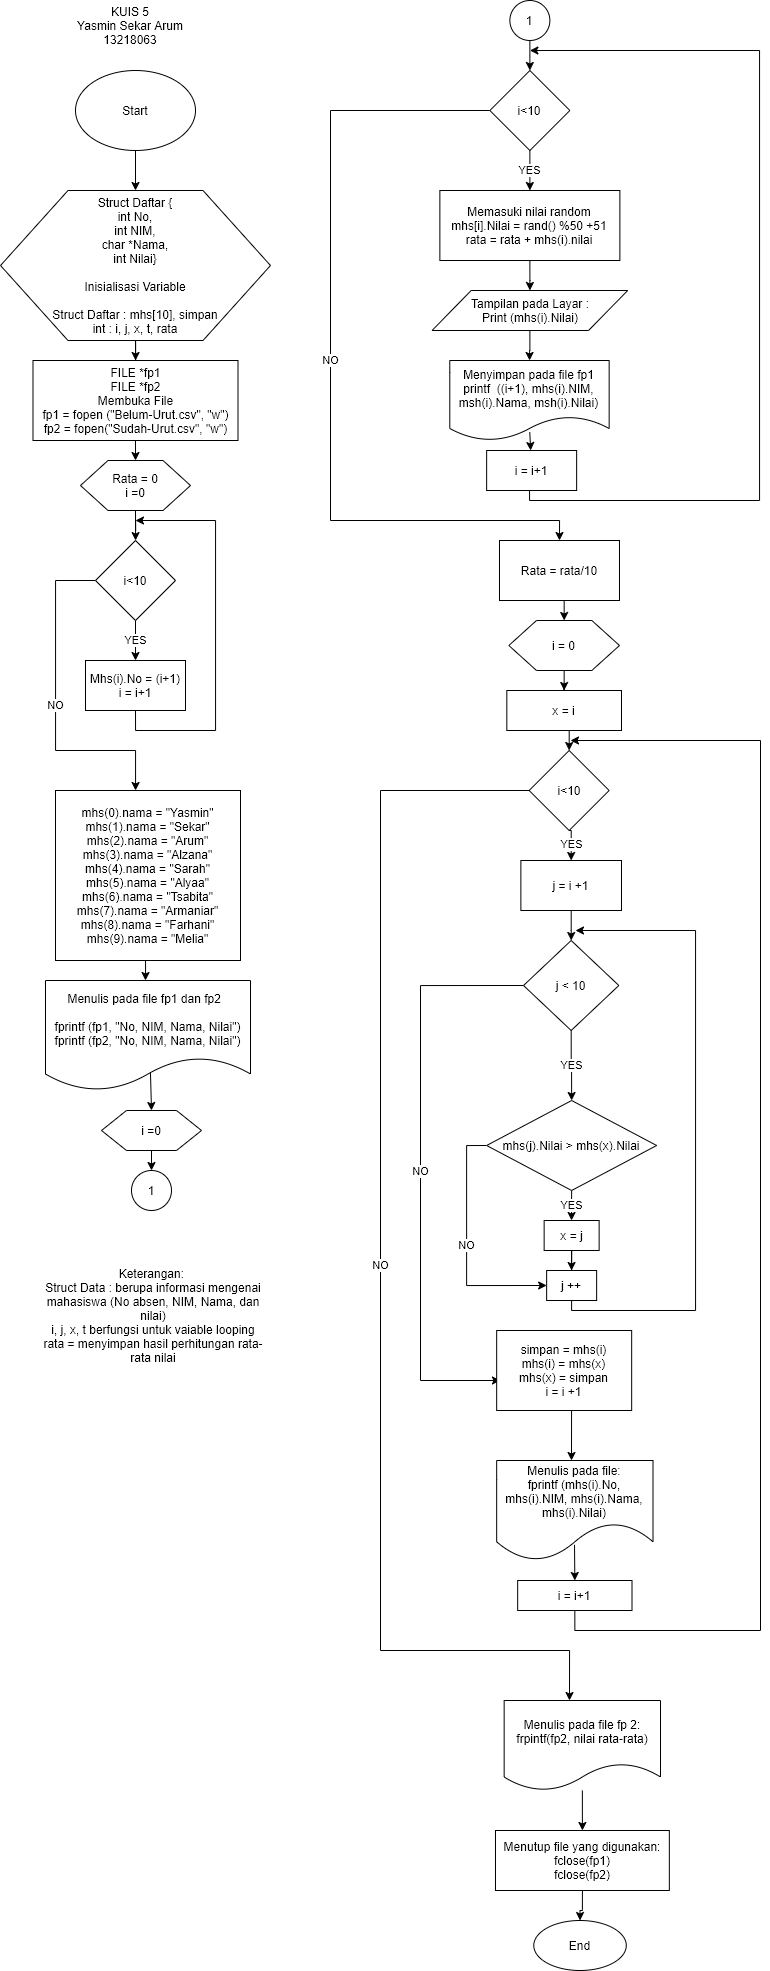 KUIS 5
Yasmin Sekar Arum
13218063
Start
Struct Daftar {
int No,
int NIM,
char *Nama,
int Nilai}
Inisialisasi Variable
Struct Daftar : mhs[10], simpan
int : i, j, x, t, rata
FILE *fp1
FILE *fp2
Membuka File
fp1 = fopen ("Belum-Urut.csv", "w")
fp2 = fopen("Sudah-Urut.csv", "w")
Rata = 0
i =0
i<10
YES
Mhs(i).No = (i+1)
i = i+1
NO
mhs(0).nama = "Yasmin"
mhs(1).nama = "Sekar"
mhs(2).nama = "Arum"
mhs(3).nama = "Alzana"
mhs(4).nama = "Sarah"
mhs(5).nama = "Alyaa"
mhs(6).nama = "Tsabita"
mhs(7).nama = "Armaniar"
mhs(8).nama = "Farhani"
mhs(9).nama = "Melia"
Menulis pada file fp1 dan fp2
fprintf (fp1, "No, NIM, Nama, Nilai")
fprintf (fp2, "No, NIM, Nama, Nilai")
i =0
1
Keterangan:
Struct Data : berupa informasi mengenai
mahasiswa (No absen, NIM, Nama, dan
nilai)
i, j, x, t berfungsi untuk vaiable looping
rata = menyimpan hasil perhitungan rata-
rata nilai
1
i<10
YES
Memasuki nilai random
mhs[i].Nilai = rand() %50 +51
rata = rata + mhs(i).nilai
Tampilan pada Layar :
Print (mhs(i).Nilai)
NO
Menyimpan pada file fp1
printf ((i+1), mhs(i).NIM,
msh(i).Nama, msh(i).Nilai)
i = i+1
Rata = rata/10
i = 0
x = i
i<10
YES
j = i +1
j < 10
YES
mhs(j).Nilai > mhs(x).Nilai
NO
YES
x = j
NO
NO
j ++
simpan = mhs(i)
mhs(i) = mhs(x)
mhs(x) = simpan
i = i +1
Menulis pada file:
fprintf (mhs(i).No,
mhs(i).NIM, mhs(i).Nama,
mhs(i).Nilai)
i = i+1
Menulis pada file fp 2:
frpintf(fp2, nilai rata-rata)
Menutup file yang digunakan:
fclose(fp1)
fclose(fp2)
End